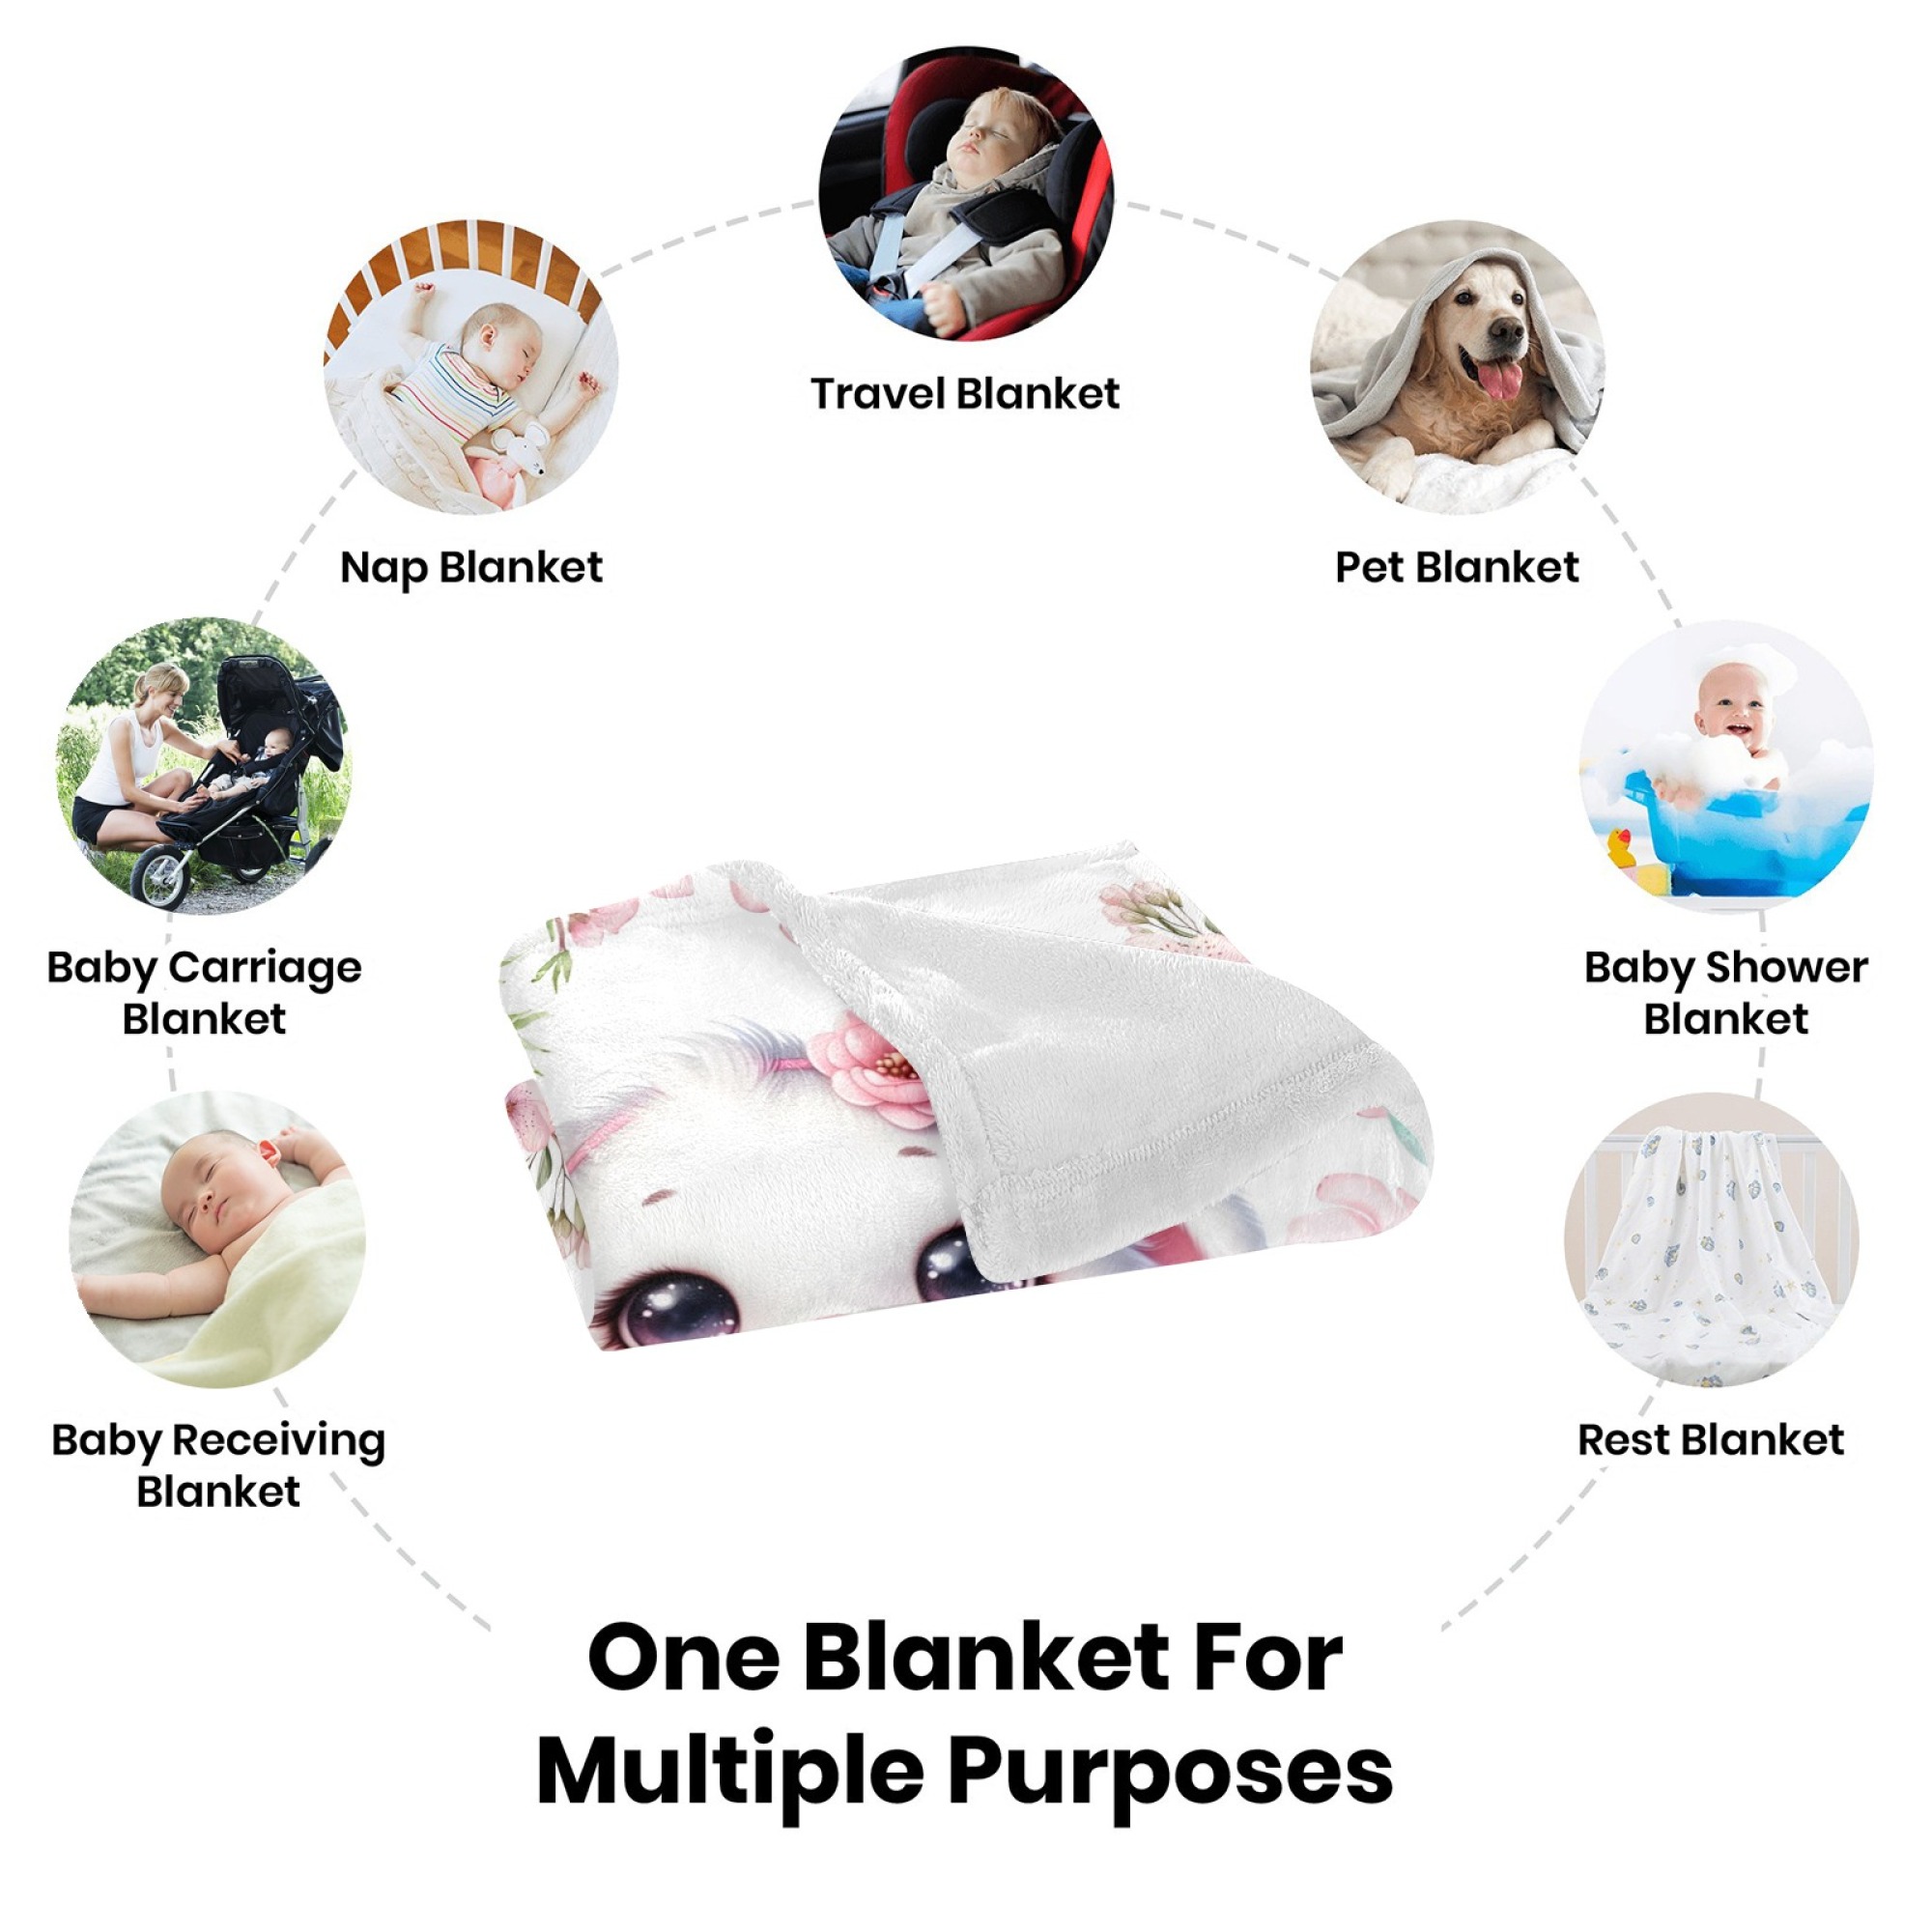 Travel Blanket
Nap Blanket
Pet Blanket
Baby Carriage
Blanket
Baby Shower
Blanket
Baby Receiving
Blanket
Rest Blanket
One Blanket For
Multiple Purposes